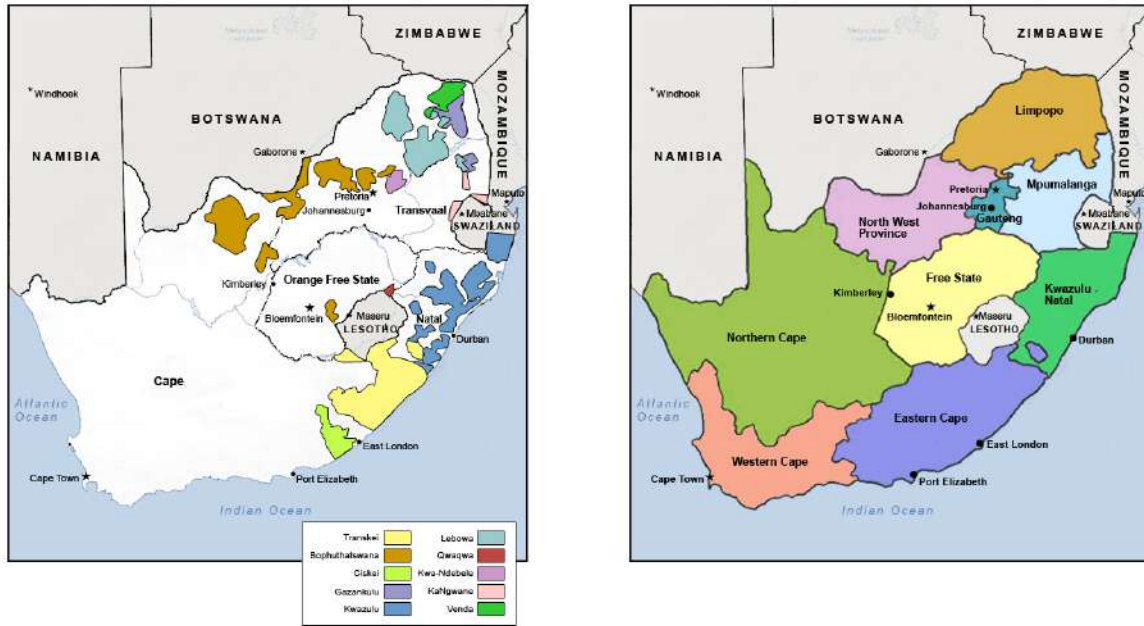 ZIMBABWE
Windhoek
BOTSWANA
MOZAMBIQUE
NAMIBIA
Gaborone
Pretoria
Johannesburg
Transvaal
Maputo
Mbabane
SWAZILAND
Orange Free State
Kimberley
Bloemfontein
Maseru
LESOTHO
Natal
Durban
Cape
Atlantic
Ocean
East London
Cape Town
Port Elizabeth
Indian Ocean
Transkei
Bophuthatswana
Ciskei
Gazankulu
Kwazulu
Lebowa
Qwaqwa
Kwa-Ndebele
KaNgwane
Venda
ZIMBABWE
Windhoek
BOTSWANA
MOZAMBIQUE
NAMIBIA
Limpopo
Gaborone
Pretoria
Mpumalanga
Maputo
Johannesburg
Gauteng
Mbabane
SWAZILAND
North West
Province
Free State
Kimberley
Kwazulu -
Natal
Bloemfontein
Maseru
LESOTHO
Northern Cape
Durban
Atlantic
Ocean
Eastern Cape
East London
Western Cape
Cape Town
Port Elizabeth
Indian Ocean